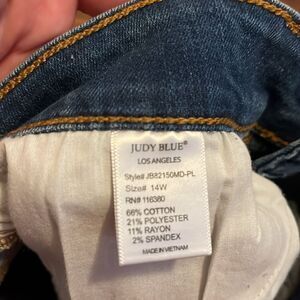 JUDY BLUE®
LOS ANGELES
Style# JB82150MD-PL
Size# 14W
RN# 116380
66% COTTON
21% POLYESTER
11% RAYON
2% SPANDEX
MADE IN VIETNAM